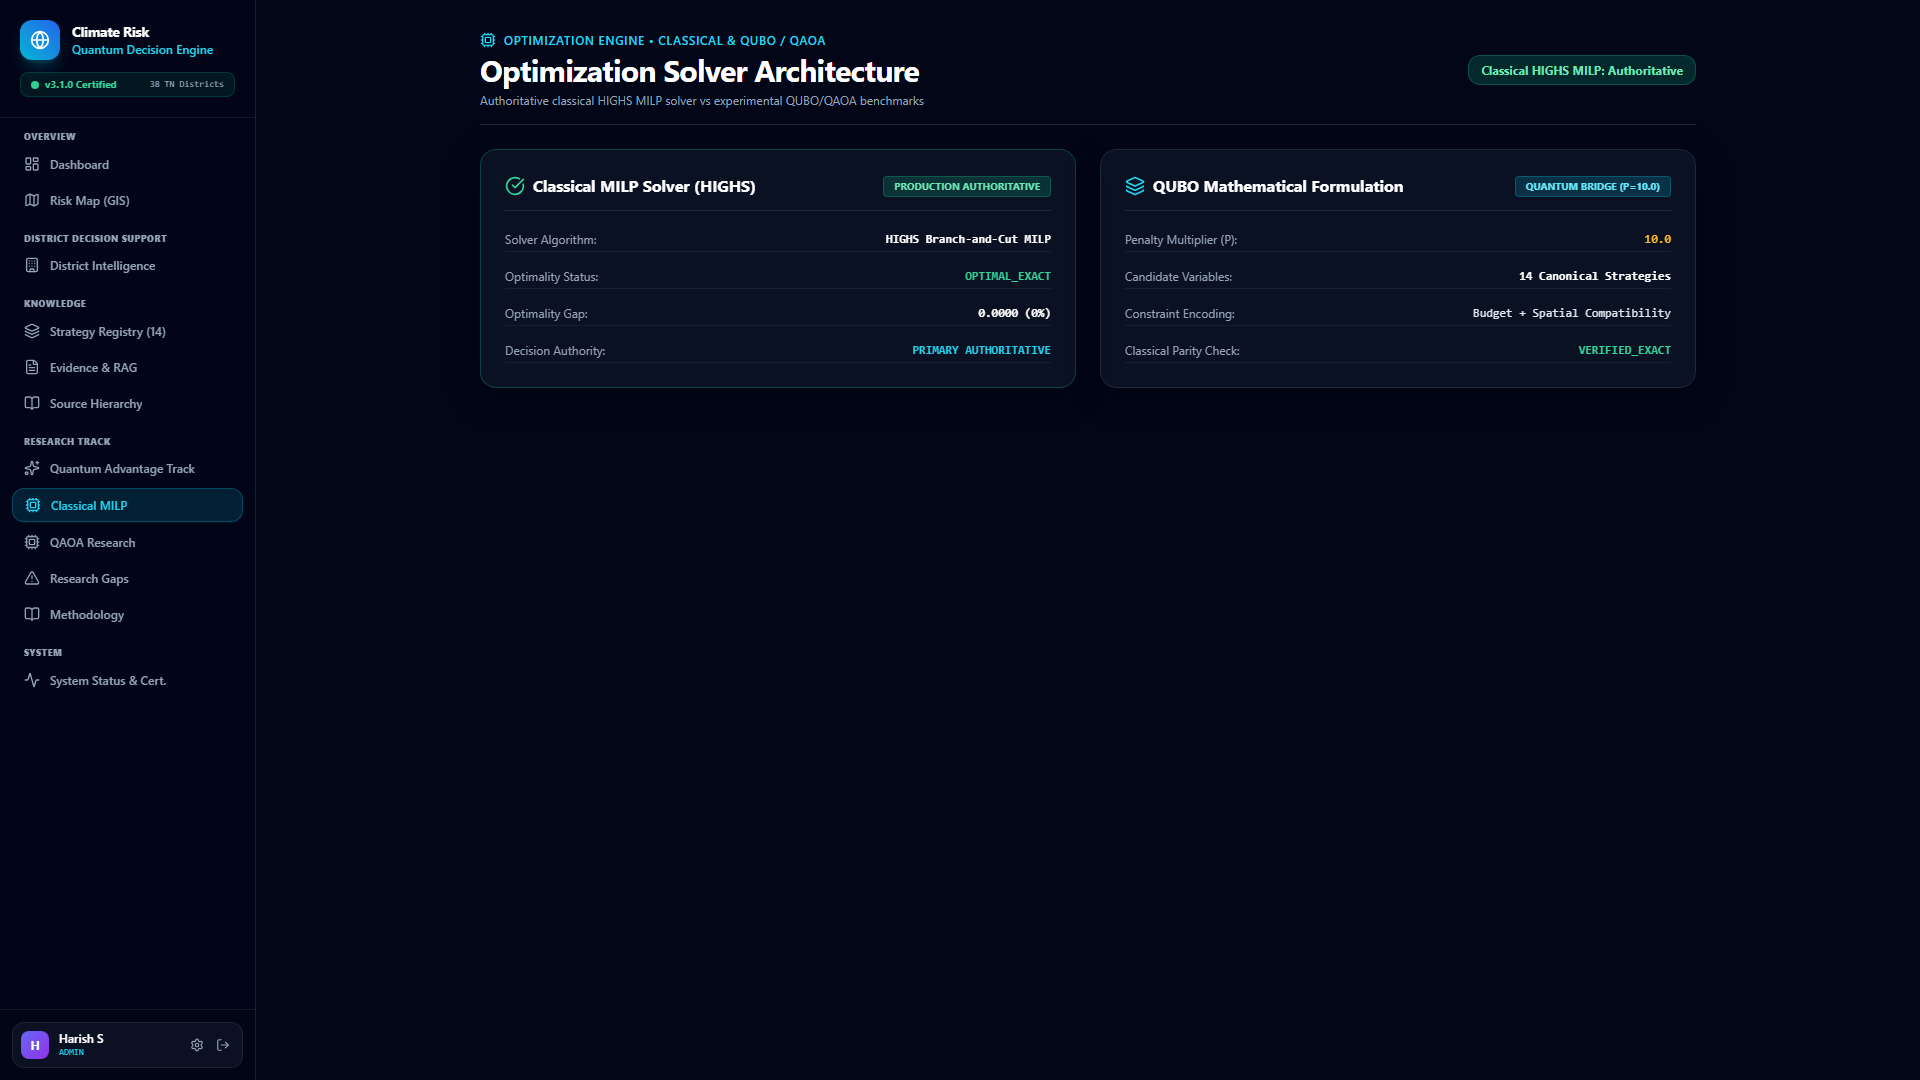 Climate Risk
Quantum Decision Engine
v3.1.0 Certified 38 TN Districts
OVERVIEW
Dashboard
Risk Map (GIS)
DISTRICT DECISION SUPPORT
District Intelligence
KNOWLEDGE
Strategy Registry (14)
Evidence & RAG
Source Hierarchy
RESEARCH TRACK
Quantum Advantage Track
Classical MILP
QAOA Research
Research Gaps
Methodology
SYSTEM
System Status & Cert.
H
Harish S
ADMIN
OPTIMIZATION ENGINE • CLASSICAL & QUBO / QAOA
Optimization Solver Architecture
Authoritative classical HIGHS MILP solver vs experimental QUBO/QAOA benchmarks
Classical HIGHS MILP: Authoritative
Classical MILP Solver (HIGHS) PRODUCTION AUTHORITATIVE
Solver Algorithm: HIGHS Branch-and-Cut MILP
Optimality Status: OPTIMAL_EXACT
Optimality Gap: 0.0000 (0%)
Decision Authority: PRIMARY AUTHORITATIVE
QUBO Mathematical Formulation QUANTUM BRIDGE (P=10.0)
Penalty Multiplier (P): 10.0
Candidate Variables: 14 Canonical Strategies
Constraint Encoding: Budget + Spatial Compatibility
Classical Parity Check: VERIFIED_EXACT